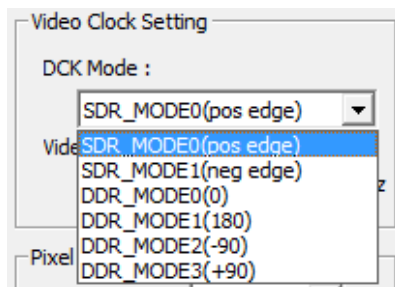 Video Clock Setting
DCK Mode :
SDR_MODE0(pos edge)
SDR_MODE0(pos edge)
SDR_MODE1(neg edge)
DDR_MODE0(0)
DDR_MODE1(180)
DDR_MODE2(-90)
DDR_MODE3(+90)
Pixel